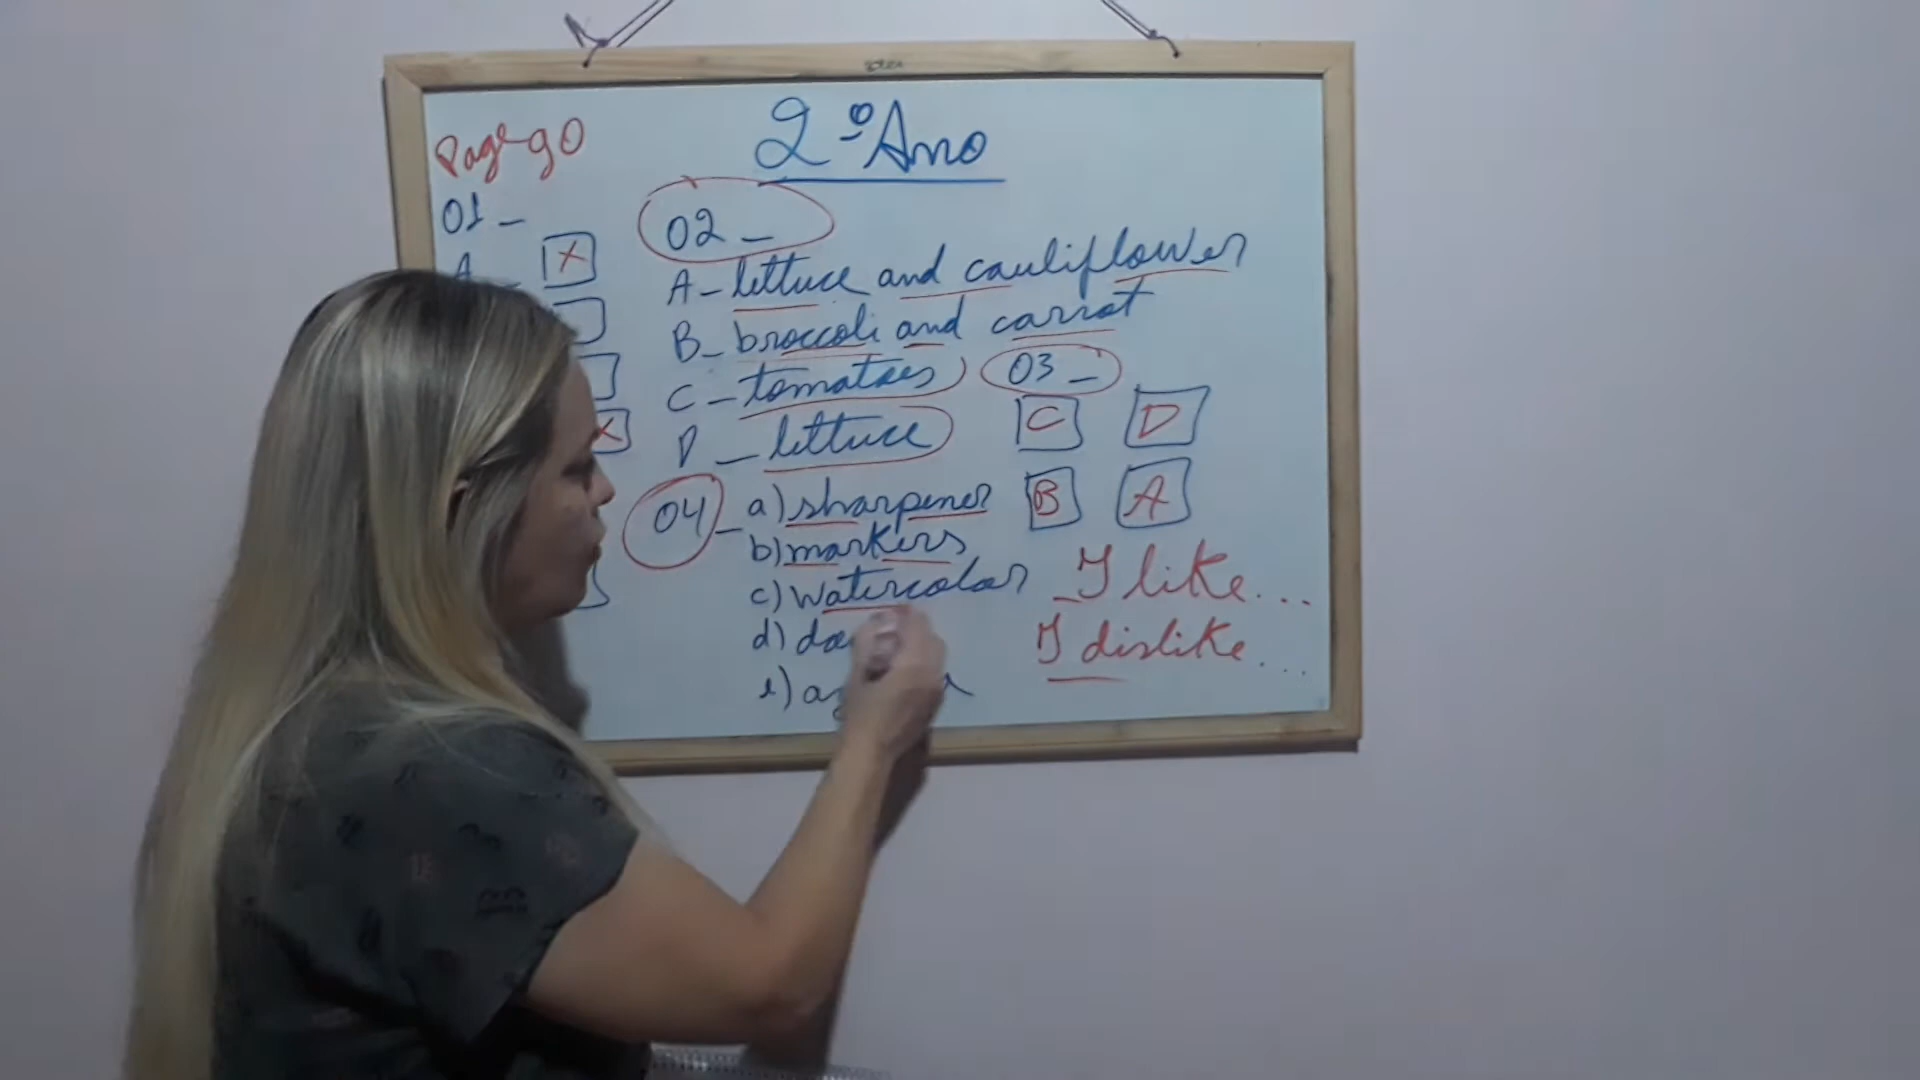 2º Ano
Page 90
01 _
A _ X
X
02 _
A _ lettuce and cauliflower
B _ broccoli and carrot
C _ tomatoes
D _ lettuce
03 _
C D
B A
04 _ a) sharpener
b) markers
c) Watercolor
d)
e)
I like...
I dislike...